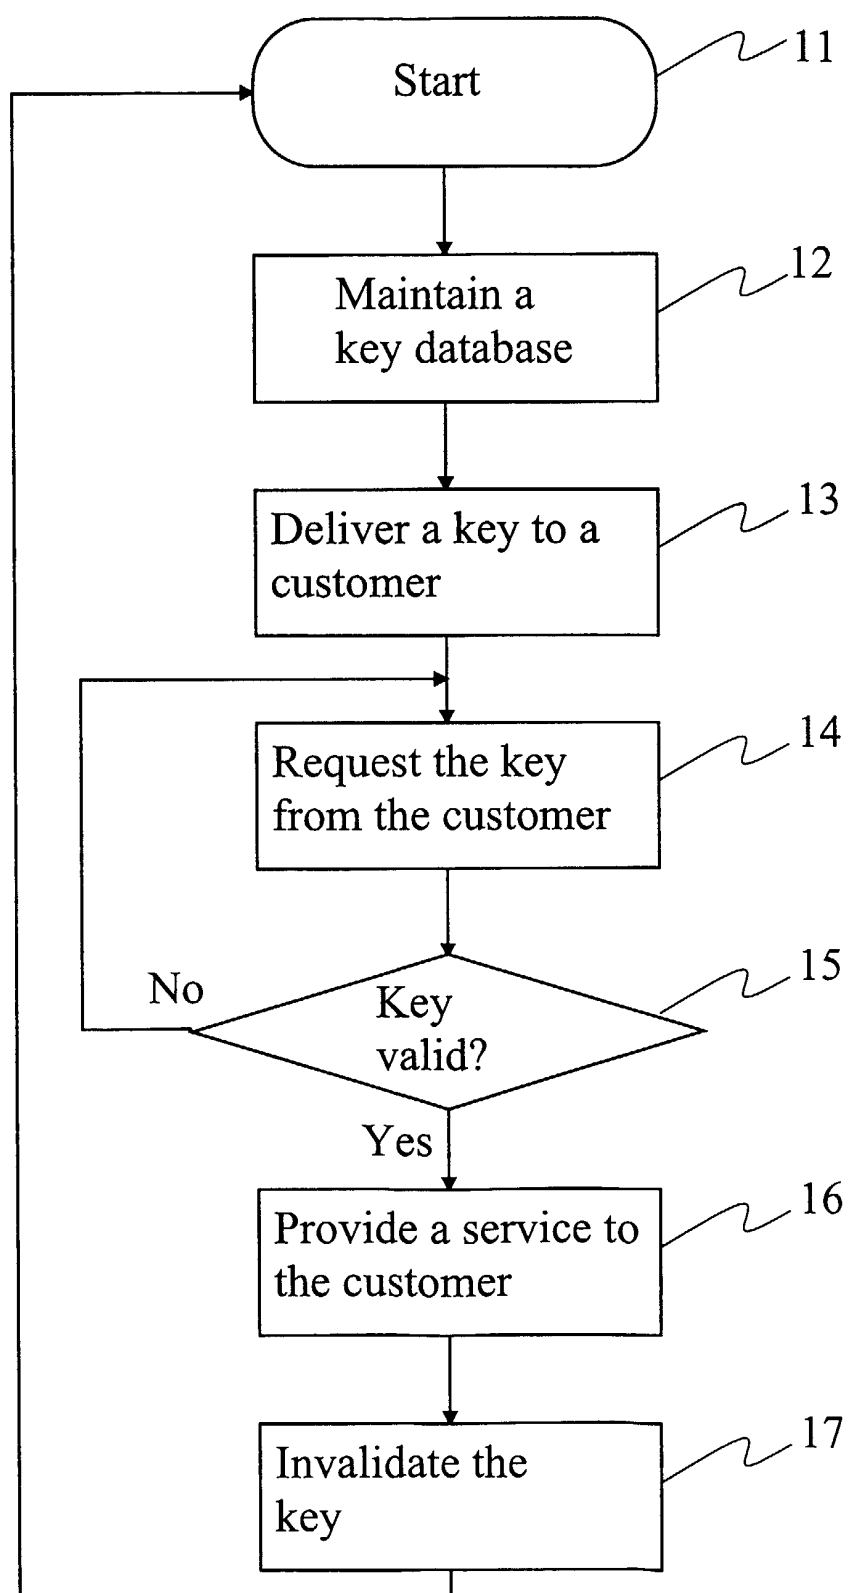 Start
11
Maintain a
key database
12
Deliver a key to a
customer
13
Request the key
from the customer
14
No
Key
valid?
15
Yes
Provide a service to
the customer
16
Invalidate the
key
17